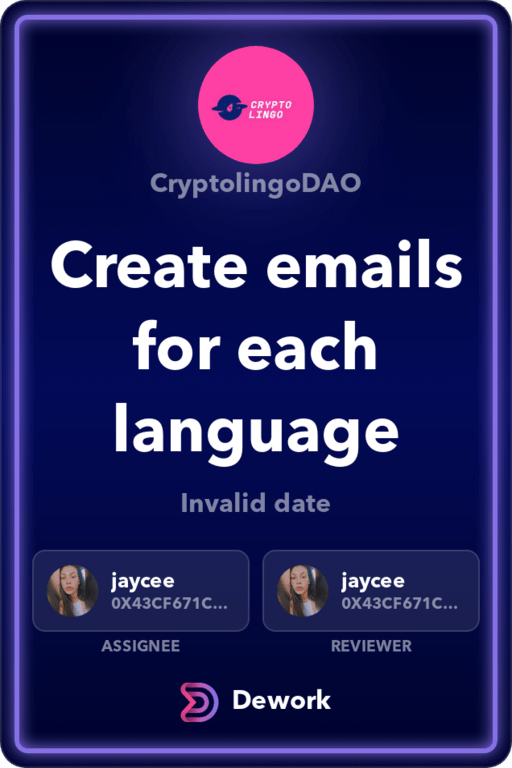 CRYPTO
LINGO
CryptolingoDAO
Create emails
for each
language
Invalid date
jaycee
0X43CF671C...
ASSIGNEE
jaycee
0X43CF671C...
REVIEWER
Dework